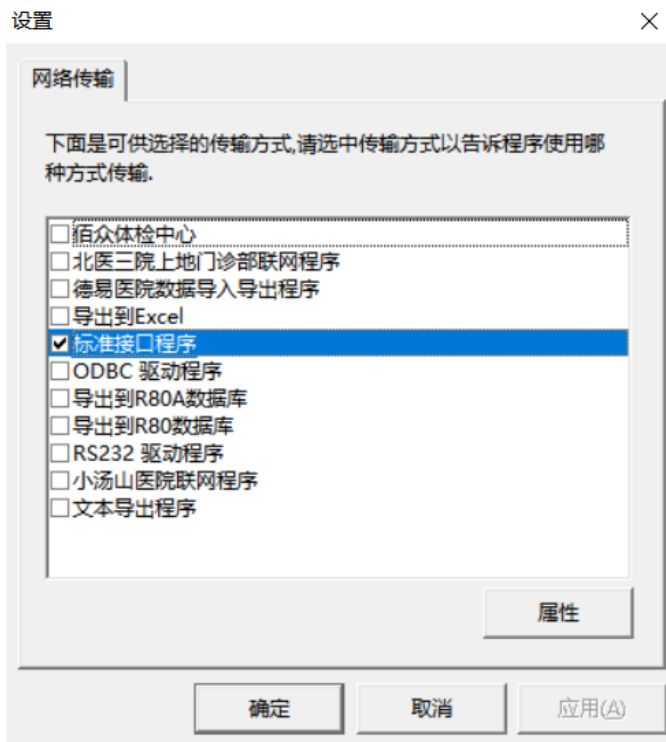 设置
网络传输
下面是可供选择的传输方式,请选中传输方式以告诉程序使用哪
种方式传输.
佰众体检中心
北医三院上地门诊部联网程序
德易医院数据导入导出程序
导出到Excel
标准接口程序
ODBC 驱动程序
导出到R80A数据库
导出到R80数据库
RS232 驱动程序
小汤山医院联网程序
文本导出程序
属性
确定
取消
应用(A)